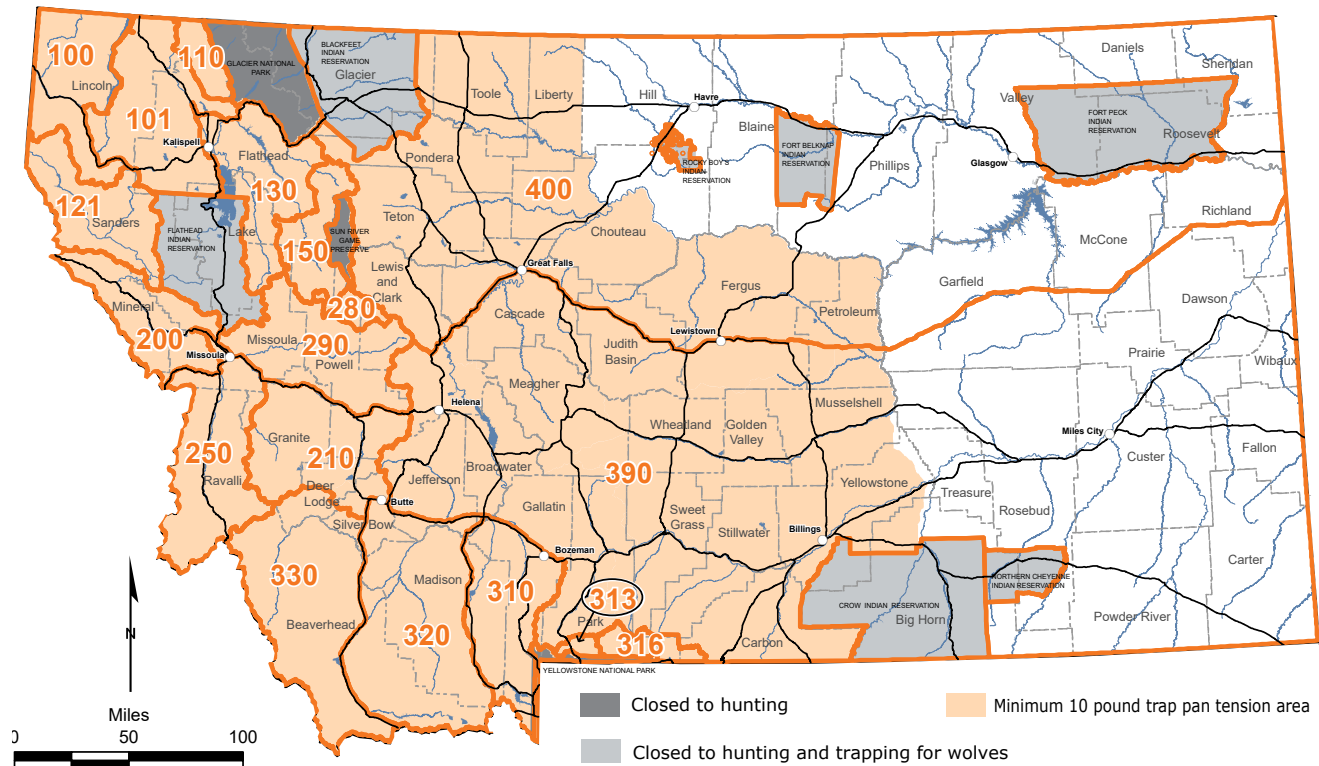 100
110
Lincoln
101
GLACIER NATIONAL
PARK
BLACKFEET
INDIAN
RESERVATION
Glacier
Toole
Liberty
Hill
Havre
Blaine
Daniels
Sheridan
Valley
FORT PECK
INDIAN
RESERVATION
Roosevelt
Kalispell
Flathead
Pondera
ROCKY BOY'S
INDIAN
RESERVATION
FORT BELKNAP
INDIAN
RESERVATION
Phillips
Glasgow
130
400
121
Sanders
FLATHEAD
INDIAN
RESERVATION
Lake
150
SUN RIVER
GAME
PRESERVE
Teton
Chouteau
Richland
McCone
Lewis
and
Clark
Great Falls
Fergus
Garfield
Mineral
280
Cascade
Petroleum
Dawson
200
Missoula
Missoula
290
Powell
Judith
Basin
Lewistown
Prairie
Wibaux
Meagher
Helena
Musselshell
Wheatland
Golden
Valley
Miles City
250
Granite
210
Ravalli
Deer
Lodge
Jefferson
Broadwater
390
Yellowstone
Custer
Fallon
Butte
Silver Bow
Gallatin
Sweet
Grass
Stillwater
Billings
Treasure
Rosebud
Bozeman
330
Madison
310
313
Park
NORTHERN CHEYENNE
INDIAN RESERVATION
Carter
Beaverhead
320
316
Carbon
CROW INDIAN RESERVATION
Big Horn
Powder River
N
YELLOWSTONE NATIONAL PARK
Closed to hunting
Minimum 10 pound trap pan tension area
Closed to hunting and trapping for wolves
Miles
0 50 100